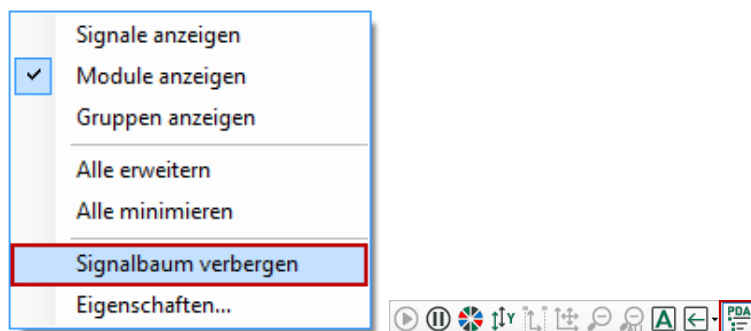 Signale anzeigen
Module anzeigen
Gruppen anzeigen
Alle erweitern
Alle minimieren
Signalbaum verbergen
Eigenschaften...
Y A PDA